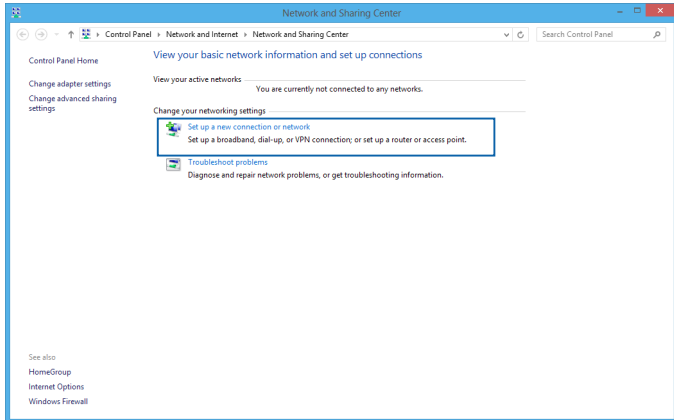 Network and Sharing Center
Control Panel ▸ Network and Internet ▸ Network and Sharing Center
Search Control Panel
Control Panel Home
Change adapter settings
Change advanced sharing
settings
View your basic network information and set up connections
View your active networks
You are currently not connected to any networks.
Change your networking settings
Set up a new connection or network
Set up a broadband, dial-up, or VPN connection; or set up a router or access point.
Troubleshoot problems
Diagnose and repair network problems, or get troubleshooting information.
See also
HomeGroup
Internet Options
Windows Firewall